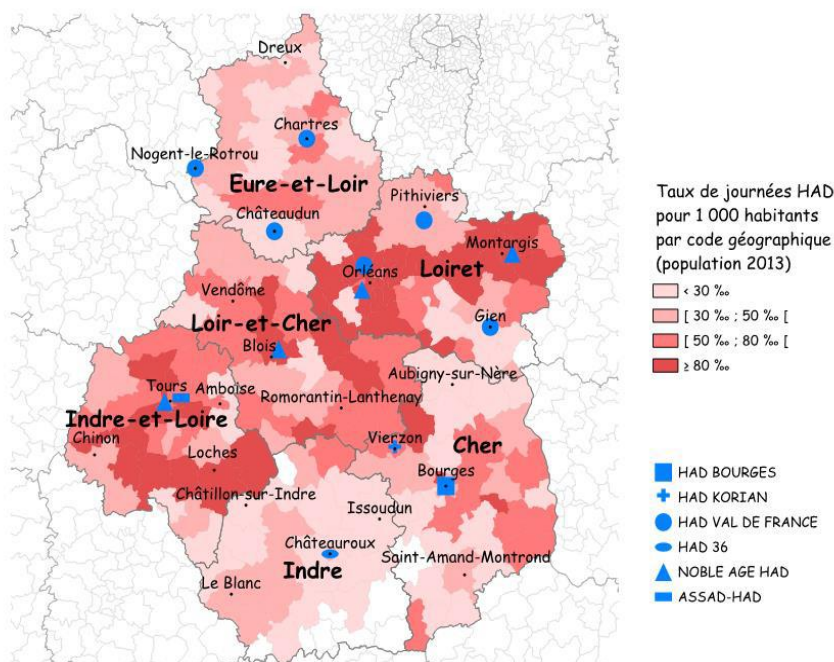 Dreux
Chartres
Nogent-le-Rotrou
Eure-et-Loir
Châteaudun
Pithiviers
Montargis
Orléans
Loiret
Vendôme
Gien
Loir-et-Cher
Blois
Aubigny-sur-Nère
Tours
Amboise
Romorantin-Lanthenay
Indre-et-Loire
Chinon
Vierzon
Cher
Loches
Bourges
Châtillon-sur-Indre
Issoudun
Châteauroux
Saint-Amand-Montrond
Indre
Le Blanc
Taux de journées HAD
pour 1 000 habitants
par code géographique
(population 2013)
< 30 ‰
[ 30 ‰ ; 50 ‰ [
[ 50 ‰ ; 80 ‰ [
≥ 80 ‰
HAD BOURGES
HAD KORIAN
HAD VAL DE FRANCE
HAD 36
NOBLE AGE HAD
ASSAD-HAD